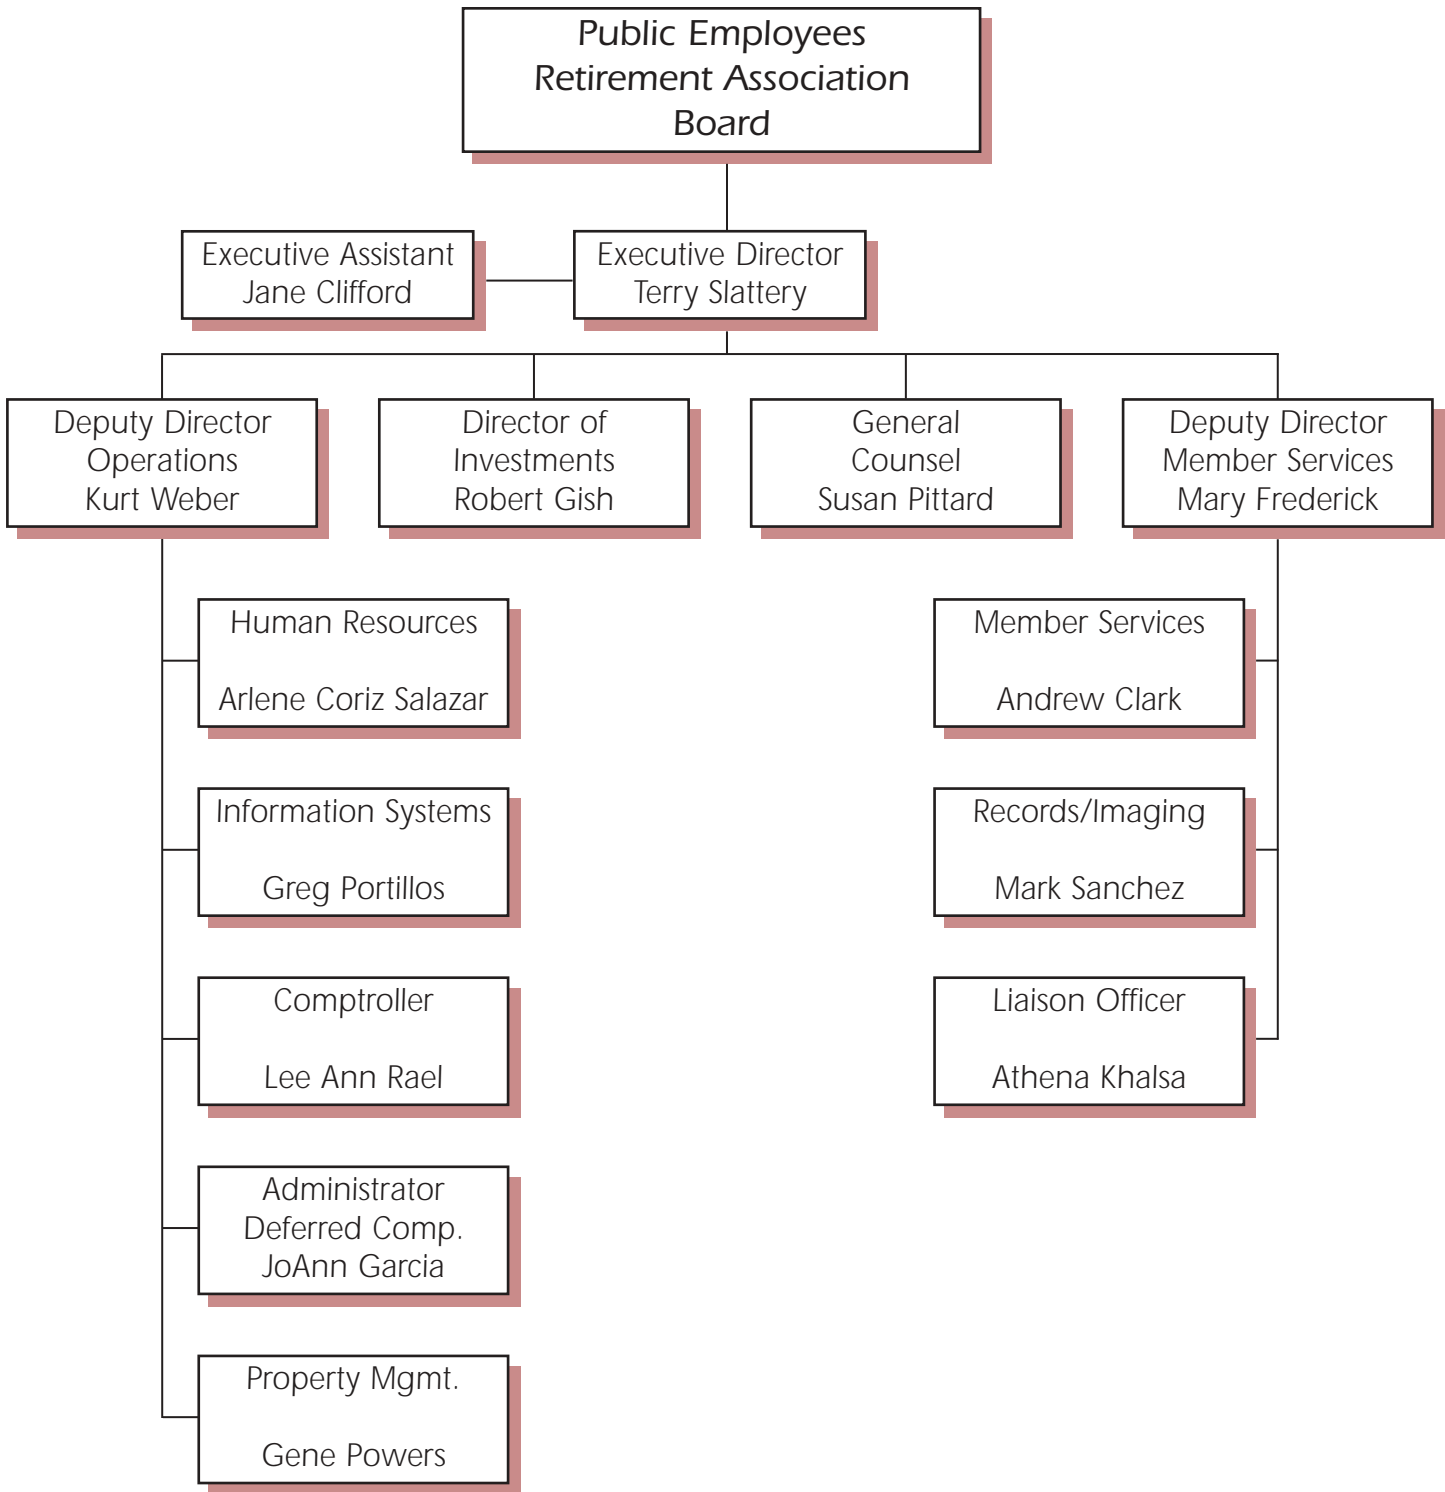 Public Employees
Retirement Association
Board
Executive Assistant
Jane Clifford
Executive Director
Terry Slattery
Deputy Director
Operations
Kurt Weber
Director of
Investments
Robert Gish
General
Counsel
Susan Pittard
Deputy Director
Member Services
Mary Frederick
Human Resources
Arlene Coriz Salazar
Information Systems
Greg Portillos
Comptroller
Lee Ann Rael
Administrator
Deferred Comp.
JoAnn Garcia
Property Mgmt.
Gene Powers
Member Services
Andrew Clark
Records/Imaging
Mark Sanchez
Liaison Officer
Athena Khalsa